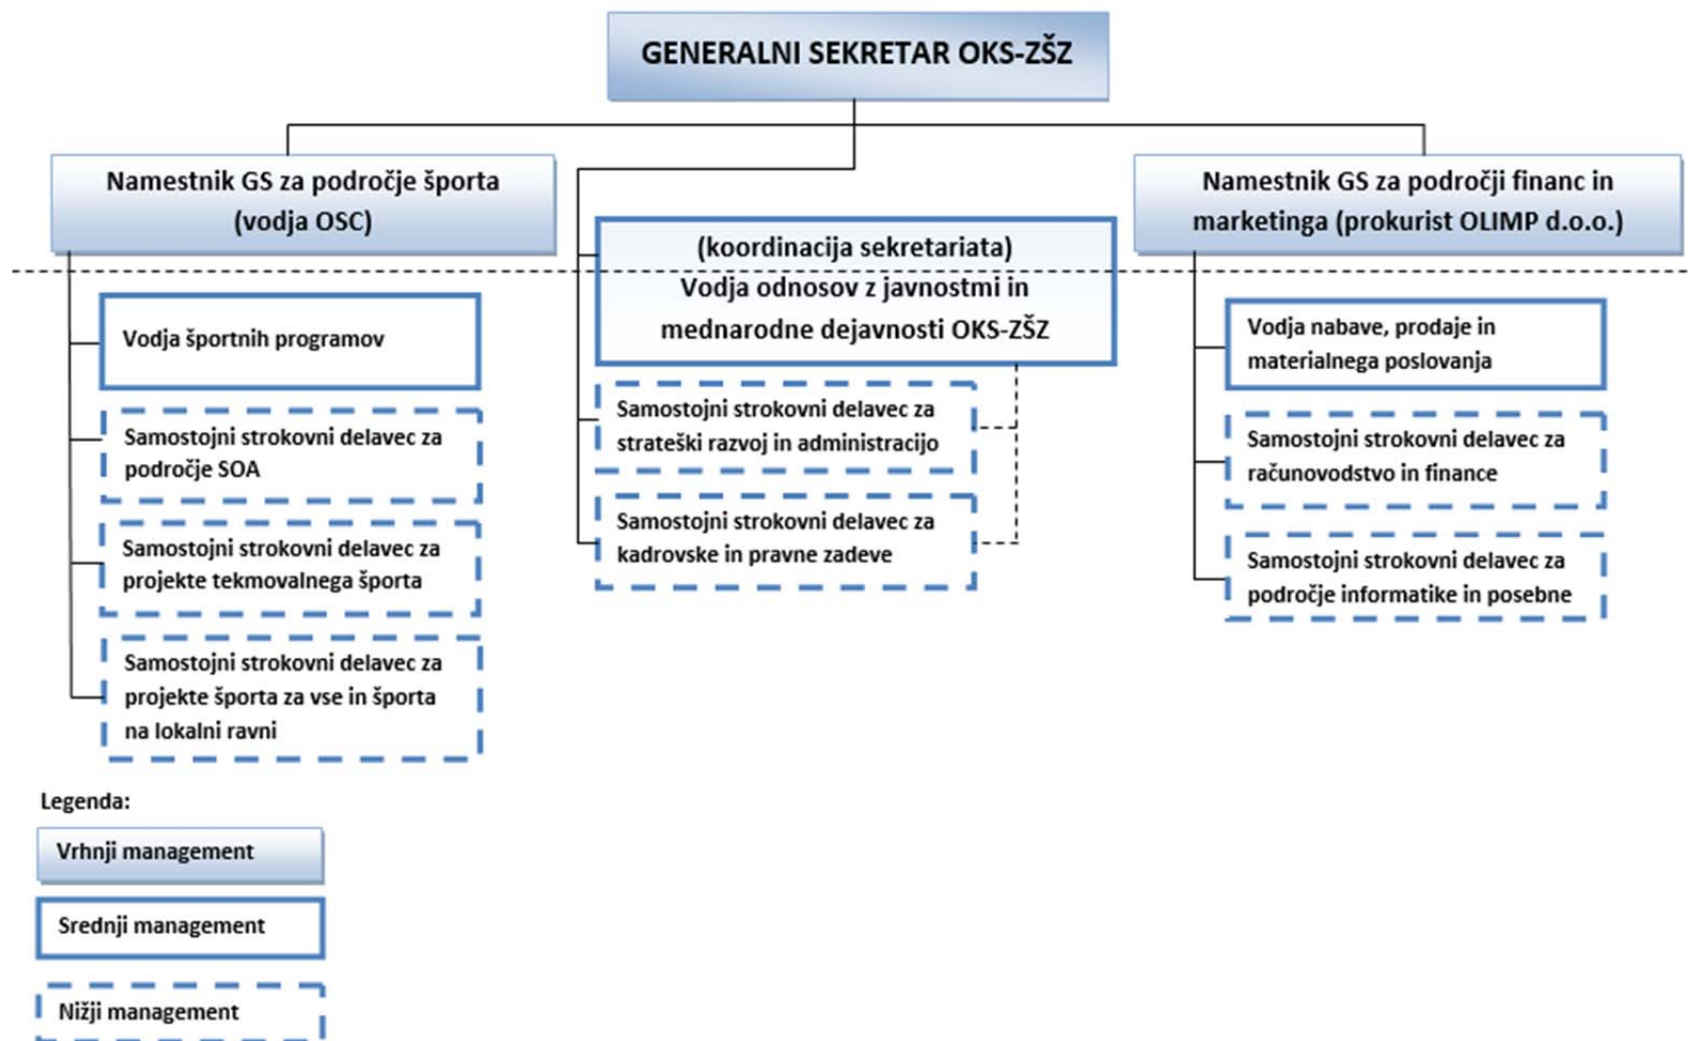 GENERALNI SEKRETAR OKS-ZŠZ
Namestnik GS za področje športa
(vodja OSC)
Vodja športnih programov
Samostojni strokovni delavec za
področje SOA
Samostojni strokovni delavec za
projekte tekmovalnega športa
Samostojni strokovni delavec za
projekte športa za vse in športa
na lokalni ravni
(koordinacija sekretariata)
Vodja odnosov z javnostmi in
mednarodne dejavnosti OKS-ZŠZ
Samostojni strokovni delavec za
strateški razvoj in administracijo
Samostojni strokovni delavec za
kadrovske in pravne zadeve
Namestnik GS za področji financ in
marketinga (prokurist OLIMP d.o.o.)
Vodja nabave, prodaje in
materialnega poslovanja
Samostojni strokovni delavec za
računovodstvo in finance
Samostojni strokovni delavec za
področje informatike in posebne
Legenda:
Vrhnji management
Srednji management
Nižji management